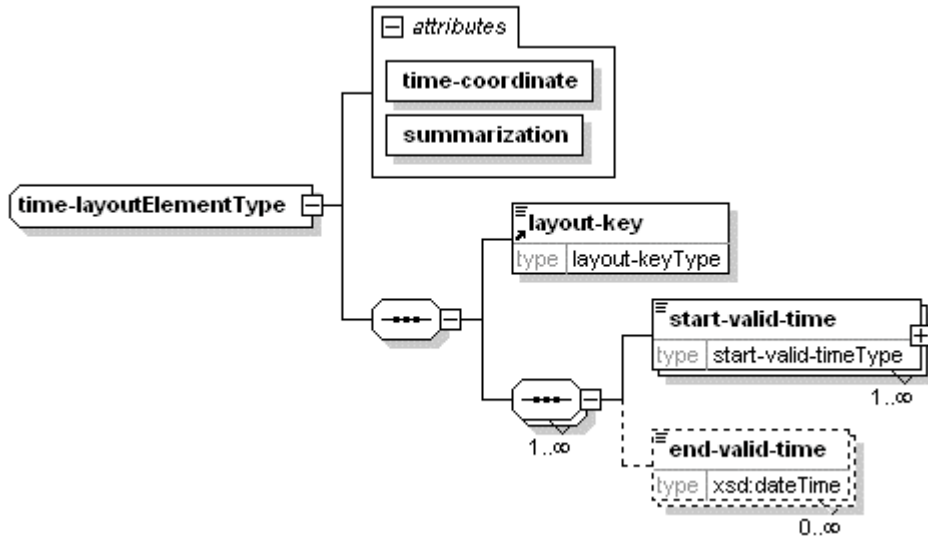 attributes
time-coordinate
summarization
time-layoutElementType
layout-key
type layout-keyType
start-valid-time
type start-valid-timeType
1..∞
1..∞
end-valid-time
type xsd:dateTime
0..∞